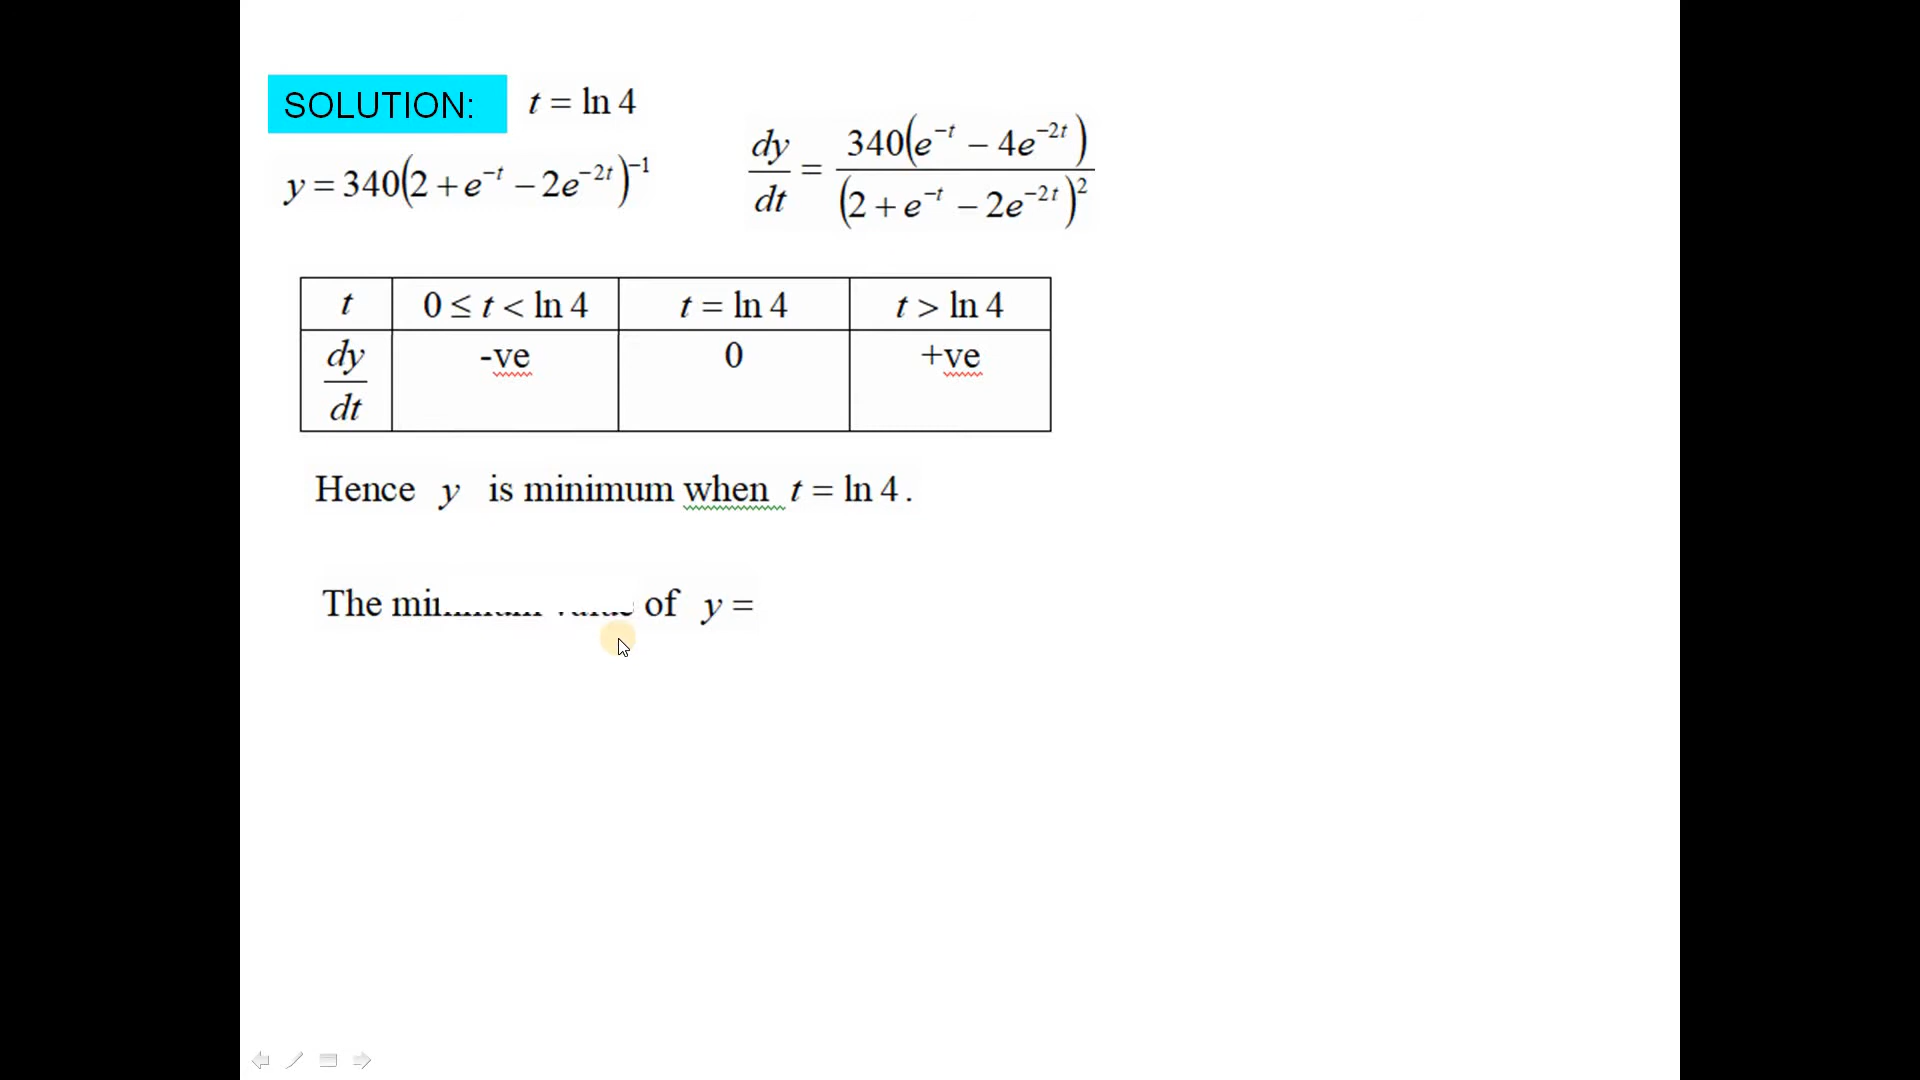 SOLUTION: t = ln 4
y = 340(2 + e^{-t} − 2e^{-2t})^{-1}
dy/dt = 340(e^{-t} − 4e^{-2t}) / (2 + e^{-t} − 2e^{-2t})^2
t 0 ≤ t < ln 4 t = ln 4 t > ln 4
dy/dt -ve 0 +ve
Hence y is minimum when t = ln 4 .
The of y =